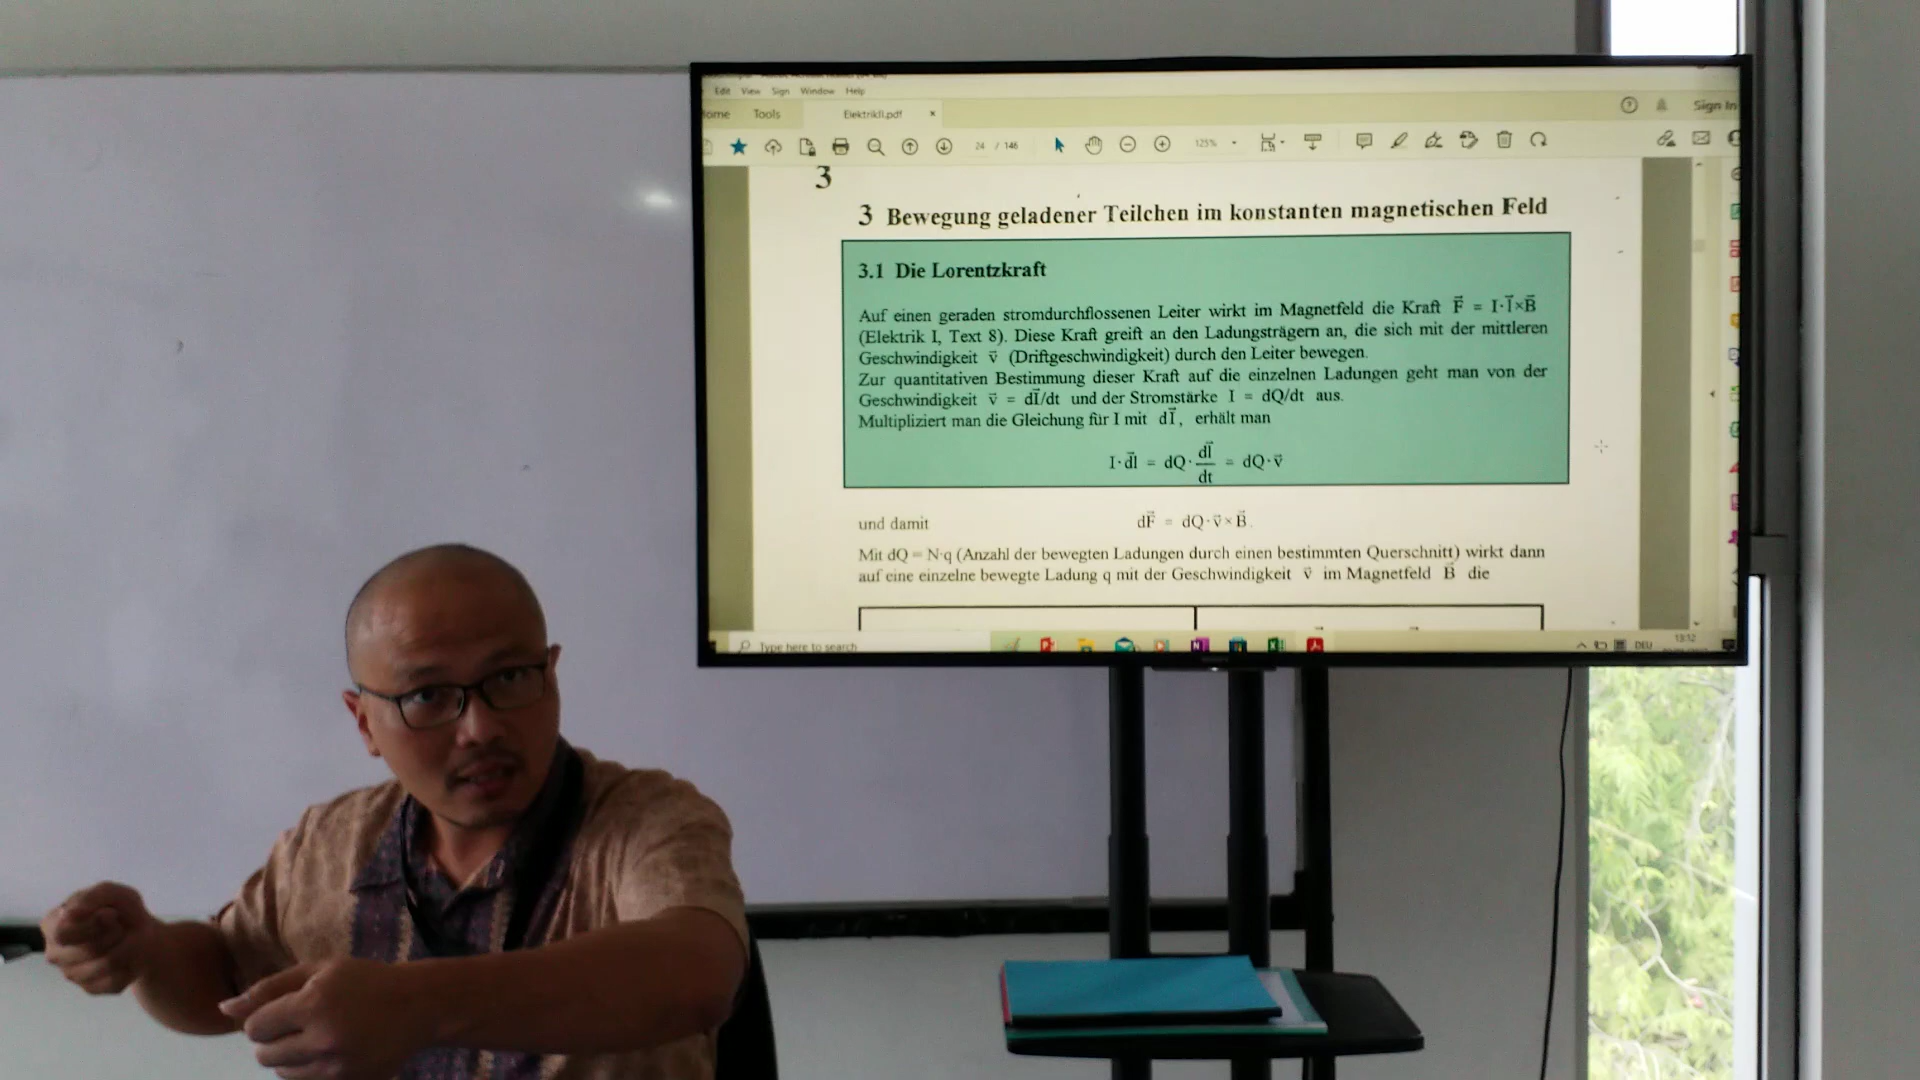 Edit View Sign Window Help
ome Tools ElektrikII.pdf × Sign In
24 / 146 125%
3
3 Bewegung geladener Teilchen im konstanten magnetischen Feld
3.1 Die Lorentzkraft
Auf einen geraden stromdurchflossenen Leiter wirkt im Magnetfeld die Kraft F⃗ = I·l⃗×B⃗
(Elektrik I, Text 8). Diese Kraft greift an den Ladungsträgern an, die sich mit der mittleren
Geschwindigkeit v⃗ (Driftgeschwindigkeit) durch den Leiter bewegen.
Zur quantitativen Bestimmung dieser Kraft auf die einzelnen Ladungen geht man von der
Geschwindigkeit v⃗ = dl⃗/dt und der Stromstärke I = dQ/dt aus.
Multipliziert man die Gleichung für I mit dl⃗, erhält man
I·dl⃗ = dQ·dl⃗/dt = dQ·v⃗
und damit dF⃗ = dQ·v⃗×B⃗.
Mit dQ = N·q (Anzahl der bewegten Ladungen durch einen bestimmten Querschnitt) wirkt dann
auf eine einzelne bewegte Ladung q mit der Geschwindigkeit v⃗ im Magnetfeld B⃗ die
Type here to search DEU 13:12